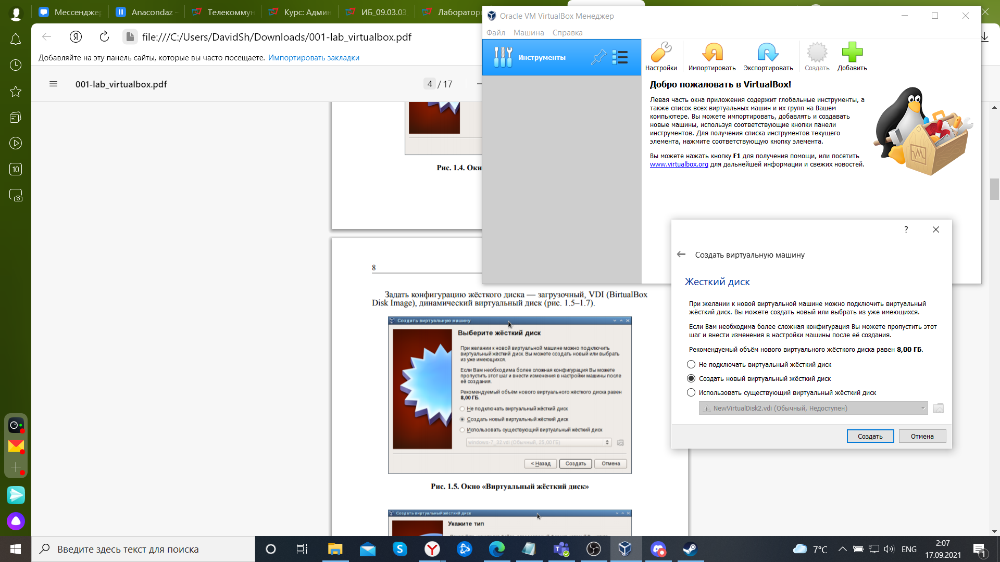 Мессендже
Anacondaz -
Телекоммун
Курс: Админ
ИБ_09.03.03
Лаборатор
file:///C:/Users/DavidSh/Downloads/001-lab_virtualbox.pdf
Добавляйте на эту панель сайты, которые вы часто посещаете. Импортировать закладки
001-lab_virtualbox.pdf
4 / 17
10
Рис. 1.4. Окн
8
Задать конфигурацию жёсткого диска — загрузочный, VDI (BirtualBox
Disk Image), динамический виртуальный диск (рис. 1.5–1.7).
Создать виртуальную машину
Выберите жёсткий диск
При желании к новой виртуальной машине можно подключить
виртуальный жёсткий диск. Вы можете создать новый или выбрать
из уже имеющихся.
Если Вам необходима более сложная конфигурация Вы можете
пропустить этот шаг и внести изменения в настройки машины после
её создания.
Рекомендуемый объём нового виртуального жёсткого диска равен
8,00 ГБ.
Не подключать виртуальный жёсткий диск
Создать новый виртуальный жёсткий диск
Использовать существующий виртуальный жёсткий диск
windows-7_32.vdi (Обычный, 25,00 ГБ)
< Назад
Создать
Отмена
Рис. 1.5. Окно «Виртуальный жёсткий диск»
Создать виртуальный жёсткий диск
Укажите тип
Oracle VM VirtualBox Менеджер
Файл Машина Справка
Инструменты
Настройки
Импортировать
Экспортировать
Создать
Добавить
Добро пожаловать в VirtualBox!
Левая часть окна приложения содержит глобальные инструменты, а
также список всех виртуальных машин и их групп на Вашем
компьютере. Вы можете импортировать, добавлять и создавать
новые машины, используя соответствующие кнопки панели
инструментов. Для получения списка инструментов текущего
элемента, нажмите соответствующую кнопку элемента.
Вы можете нажать кнопку F1 для получения помощи, или посетить
www.virtualbox.org для дальнейшей информации и свежих новостей.
?
Создать виртуальную машину
Жесткий диск
При желании к новой виртуальной машине можно подключить виртуальный
жёсткий диск. Вы можете создать новый или выбрать из уже имеющихся.
Если Вам необходима более сложная конфигурация Вы можете пропустить этот
шаг и внести изменения в настройки машины после её создания.
Рекомендуемый объём нового виртуального жёсткого диска равен 8,00 ГБ.
Не подключать виртуальный жёсткий диск
Создать новый виртуальный жёсткий диск
Использовать существующий виртуальный жёсткий диск
NewVirtualDisk2.vdi (Обычный, Недоступен)
Создать
Отмена
Введите здесь текст для поиска
7°C
ENG
2:07
17.09.2021
1